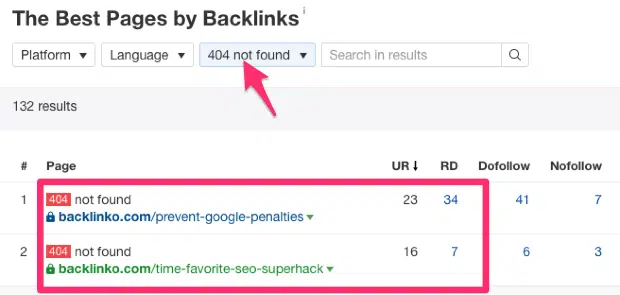 The Best Pages by Backlinks i
Platform Language 404 not found Search in results
132 results
# Page UR RD Dofollow Nofollow
1 404 not found 23 34 41 7
backlinko.com/prevent-google-penalties
2 404 not found 16 7 6 3
backlinko.com/time-favorite-seo-superhack